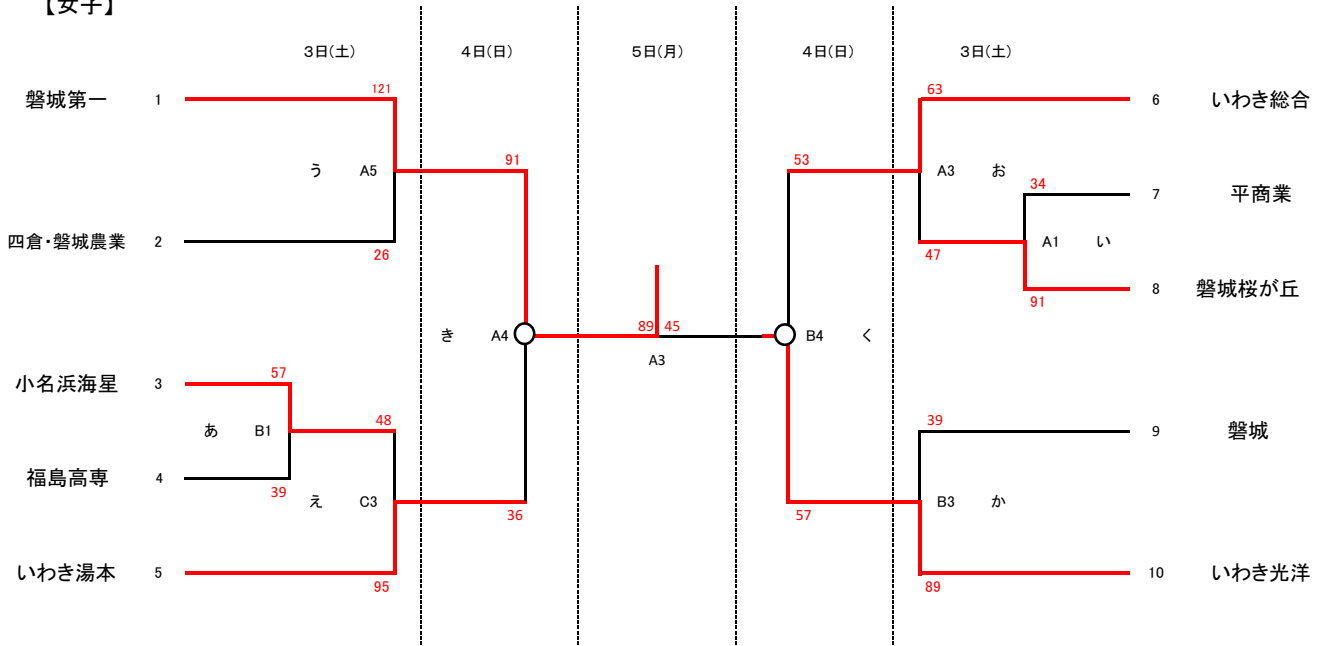 【女子】
3日(土) 4日(日) 5日(月) 4日(日) 3日(土)
磐城第一 1 121 63 6 いわき総合
う A5 91 53 A3 お
34 7 平商業
四倉・磐城農業 2 26 47 A1 い
91 8 磐城桜が丘
き A4 89 45 B4 く
A3
小名浜海星 3 57
あ B1 48 39 9 磐城
福島高専 4 39
え C3 36 57 B3 か
いわき湯本 5 95 89 10 いわき光洋